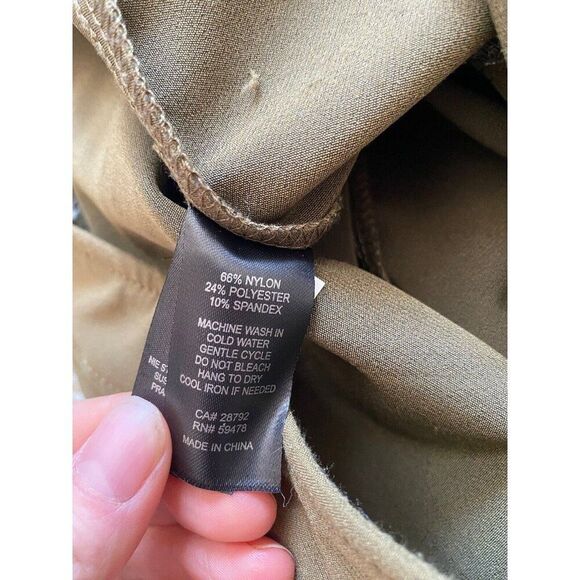 66% NYLON
24% POLYESTER
10% SPANDEX
MACHINE WASH IN
COLD WATER
GENTLE CYCLE
DO NOT BLEACH
HANG TO DRY
COOL IRON IF NEEDED
CA# 28792
RN# 59478
MADE IN CHINA